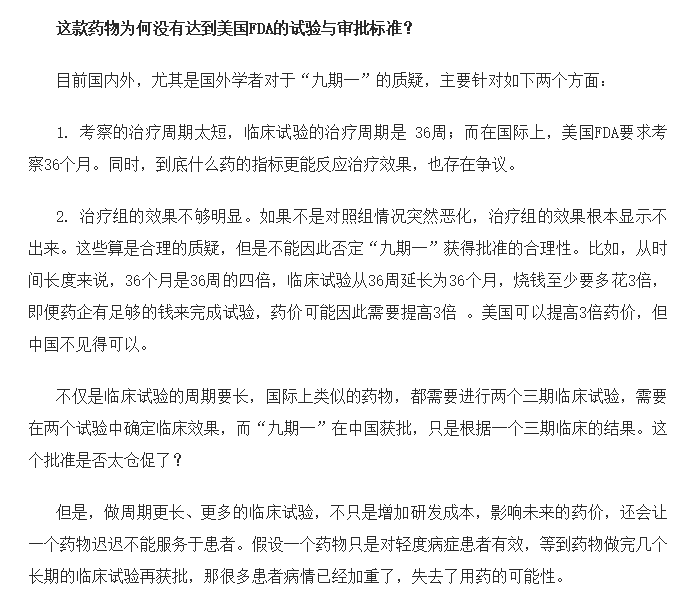 这款药物为何没有达到美国FDA的试验与审批标准?
目前国内外，尤其是国外学者对于“九期一”的质疑，主要针对如下两个方面：
1. 考察的治疗周期太短，临床试验的治疗周期是 36周；而在国际上，美国FDA要求考
察36个月。同时，到底什么药的指标更能反应治疗效果，也存在争议。
2. 治疗组的效果不够明显。如果不是对照组情况突然恶化，治疗组的效果根本显示不
出来。这些算是合理的质疑，但是不能因此否定“九期一”获得批准的合理性。比如，从时
间长度来说，36个月是36周的四倍，临床试验从36周延长为36个月，烧钱至少要多花3倍，
即便药企有足够的钱来完成试验，药价可能因此需要提高3倍 。美国可以提高3倍药价，但
中国不见得可以。
不仅是临床试验的周期要长，国际上类似的药物，都需要进行两个三期临床试验，需要
在两个试验中确定临床效果，而“九期一”在中国获批，只是根据一个三期临床的结果。这
个批准是否太仓促了？
但是，做周期更长、更多的临床试验，不只是增加研发成本，影响未来的药价，还会让
一个药物迟迟不能服务于患者。假设一个药物只是对轻度病症患者有效，等到药物做完几个
长期的临床试验再获批，那很多患者病情已经加重了，失去了用药的可能性。